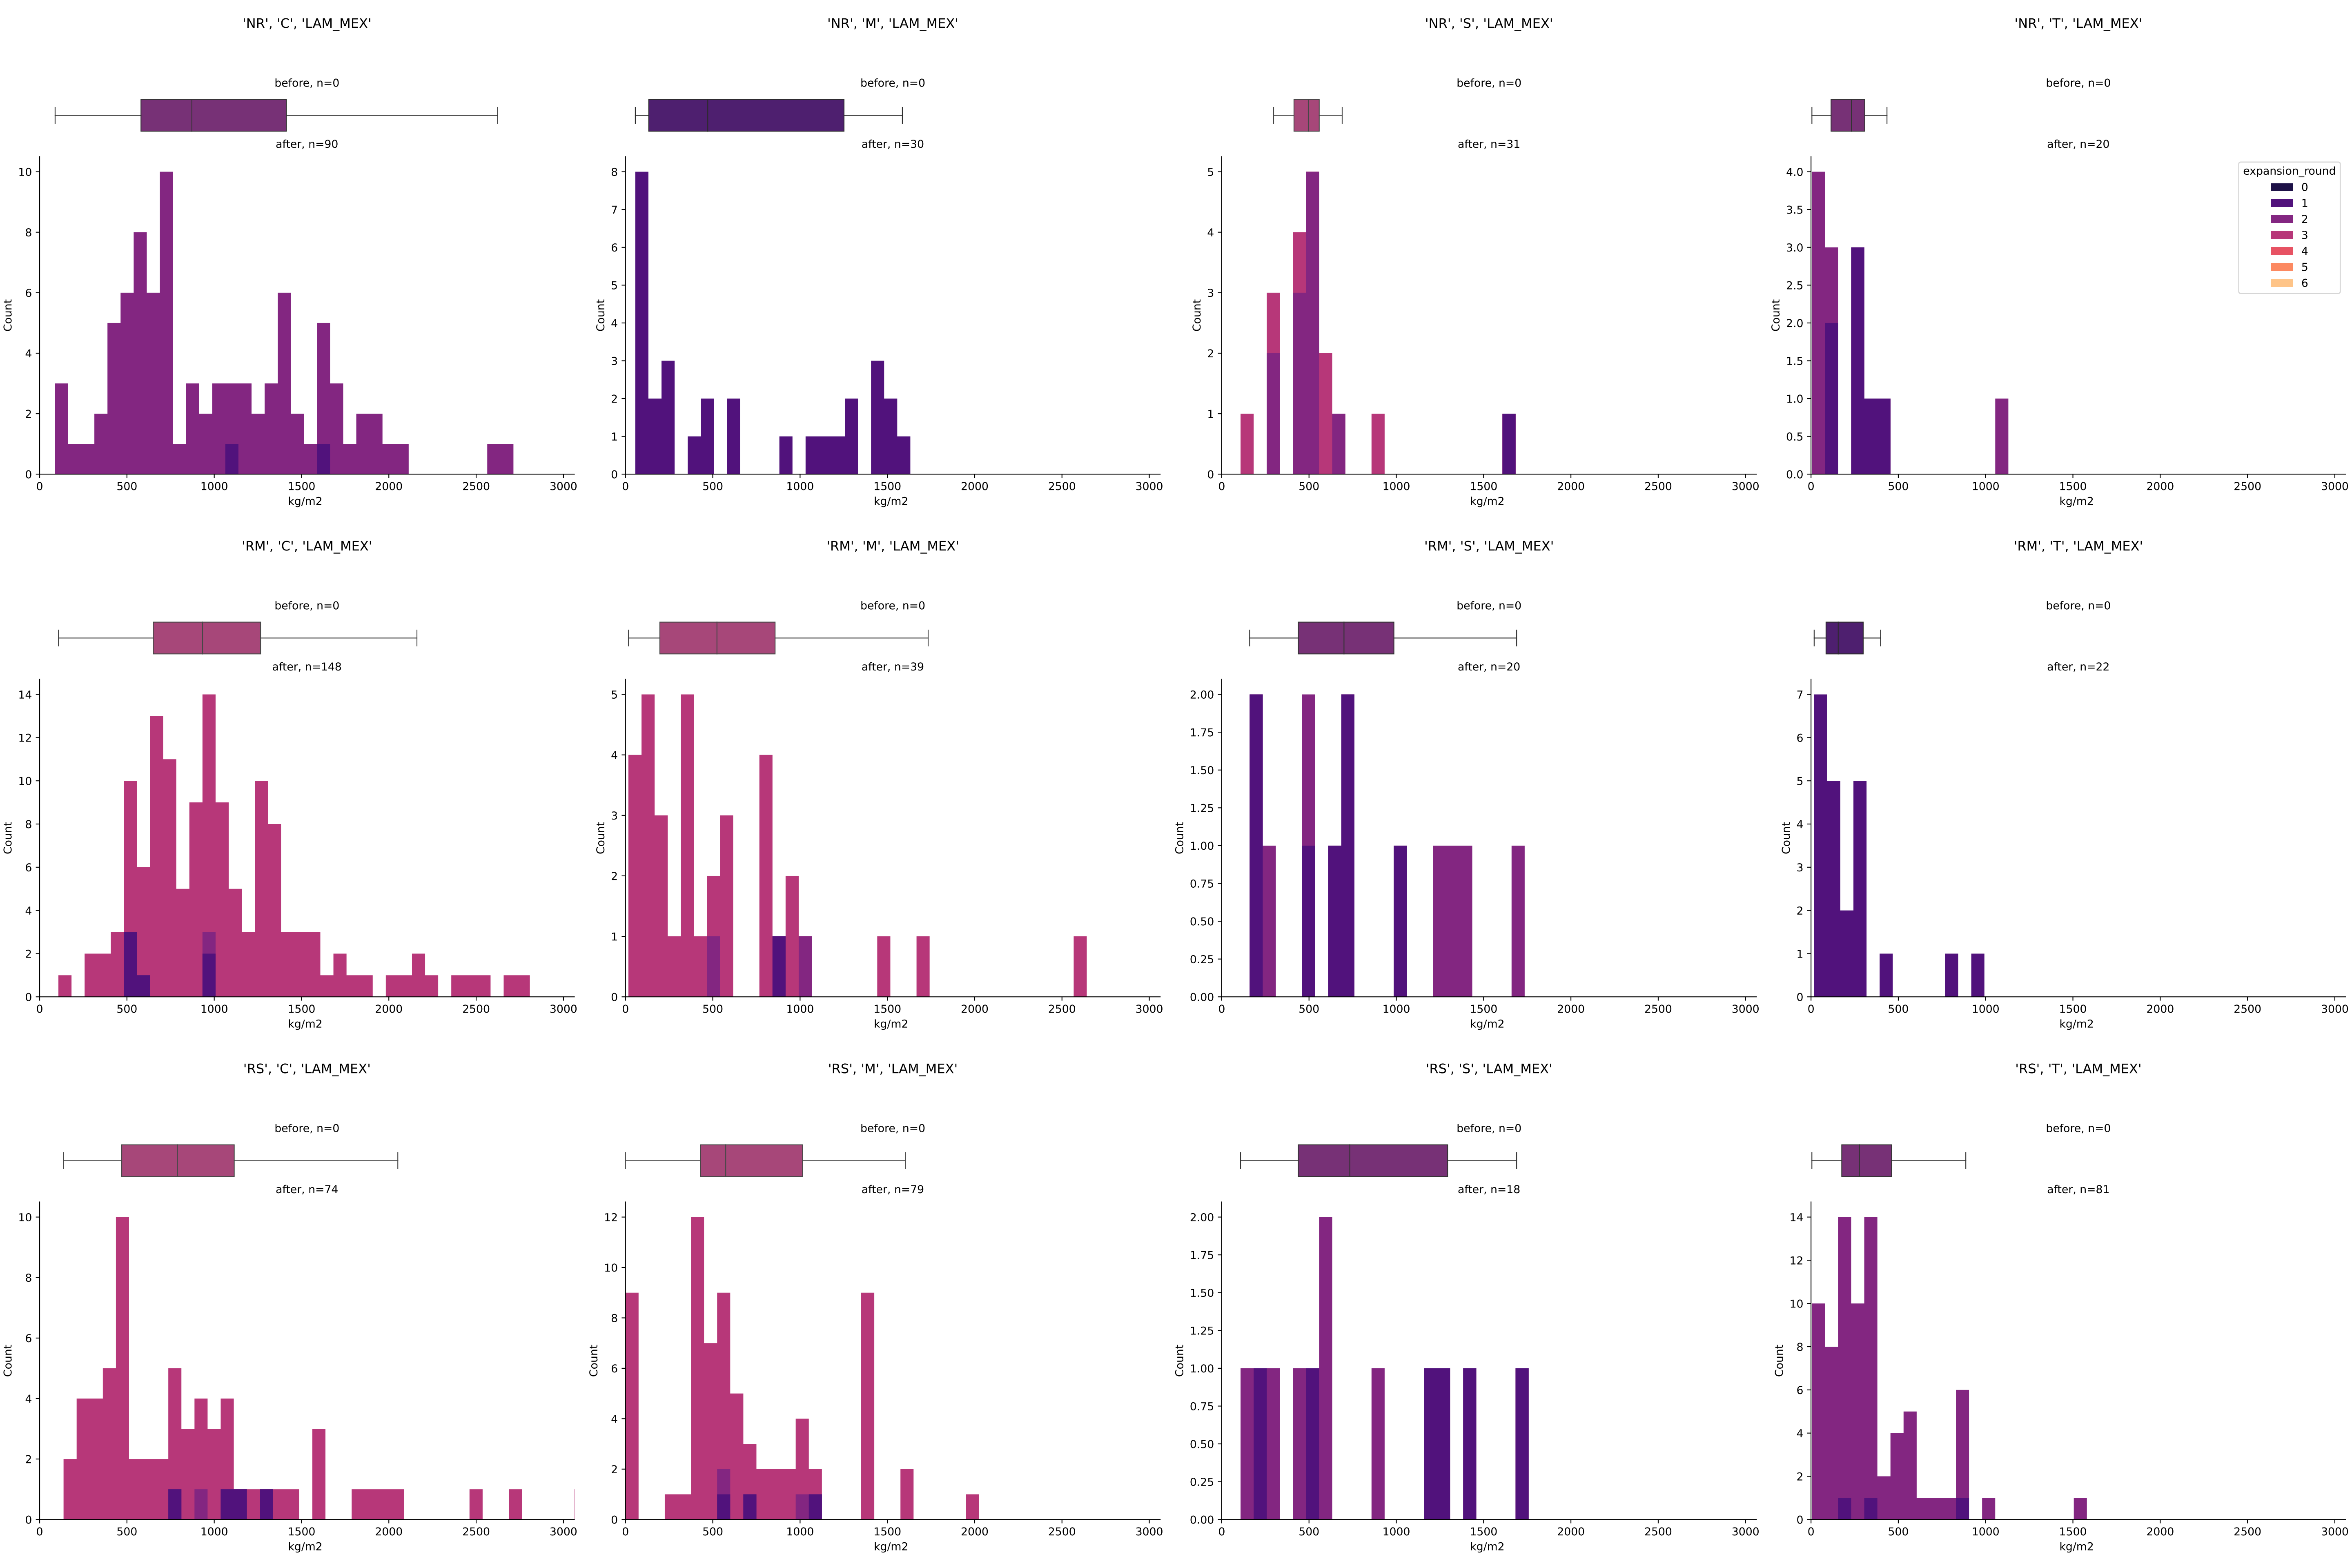 'NR', 'C', 'LAM_MEX'
before, n=0
after, n=90
10
8
6
4
2
0
Count
0 500 1000 1500 2000 2500 3000
kg/m2
'NR', 'M', 'LAM_MEX'
before, n=0
after, n=30
8
7
6
5
4
3
2
1
0
Count
0 500 1000 1500 2000 2500 3000
kg/m2
'NR', 'S', 'LAM_MEX'
before, n=0
after, n=31
5
4
3
2
1
0
Count
0 500 1000 1500 2000 2500 3000
kg/m2
'NR', 'T', 'LAM_MEX'
before, n=0
after, n=20
4.0
3.5
3.0
2.5
2.0
1.5
1.0
0.5
0.0
Count
0 500 1000 1500 2000 2500 3000
kg/m2
expansion_round
0
1
2
3
4
5
6
'RM', 'C', 'LAM_MEX'
before, n=0
after, n=148
14
12
10
8
6
4
2
0
Count
0 500 1000 1500 2000 2500 3000
kg/m2
'RM', 'M', 'LAM_MEX'
before, n=0
after, n=39
5
4
3
2
1
0
Count
0 500 1000 1500 2000 2500 3000
kg/m2
'RM', 'S', 'LAM_MEX'
before, n=0
after, n=20
2.00
1.75
1.50
1.25
1.00
0.75
0.50
0.25
0.00
Count
0 500 1000 1500 2000 2500 3000
kg/m2
'RM', 'T', 'LAM_MEX'
before, n=0
after, n=22
7
6
5
4
3
2
1
0
Count
0 500 1000 1500 2000 2500 3000
kg/m2
'RS', 'C', 'LAM_MEX'
before, n=0
after, n=74
10
8
6
4
2
0
Count
0 500 1000 1500 2000 2500 3000
kg/m2
'RS', 'M', 'LAM_MEX'
before, n=0
after, n=79
12
10
8
6
4
2
0
Count
0 500 1000 1500 2000 2500 3000
kg/m2
'RS', 'S', 'LAM_MEX'
before, n=0
after, n=18
2.00
1.75
1.50
1.25
1.00
0.75
0.50
0.25
0.00
Count
0 500 1000 1500 2000 2500 3000
kg/m2
'RS', 'T', 'LAM_MEX'
before, n=0
after, n=81
14
12
10
8
6
4
2
0
Count
0 500 1000 1500 2000 2500 3000
kg/m2